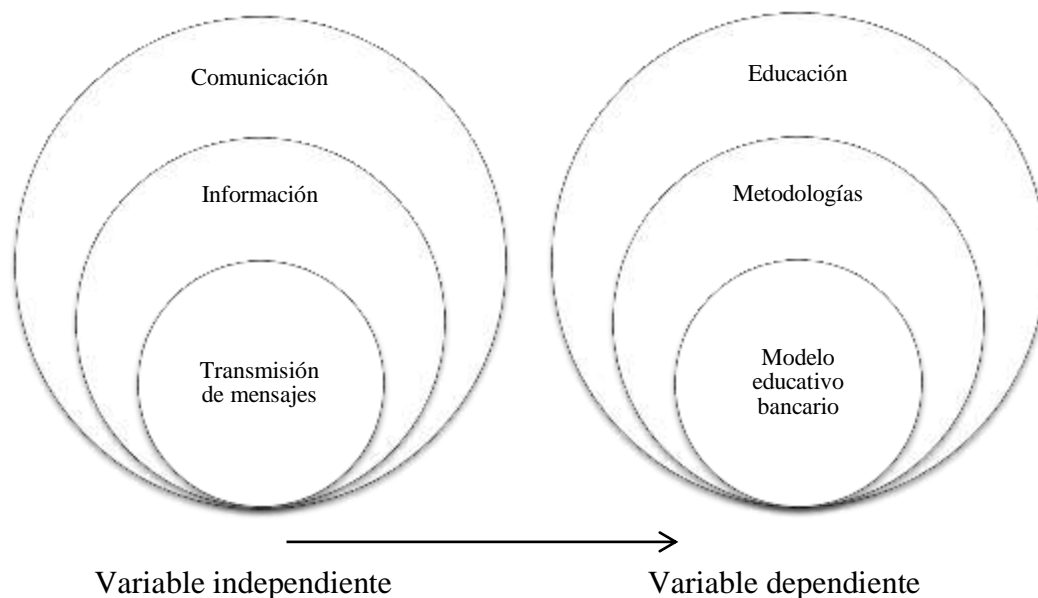 Comunicación
Información
Transmisión
de mensajes
Educación
Metodologías
Modelo
educativo
bancario
Variable independiente
Variable dependiente